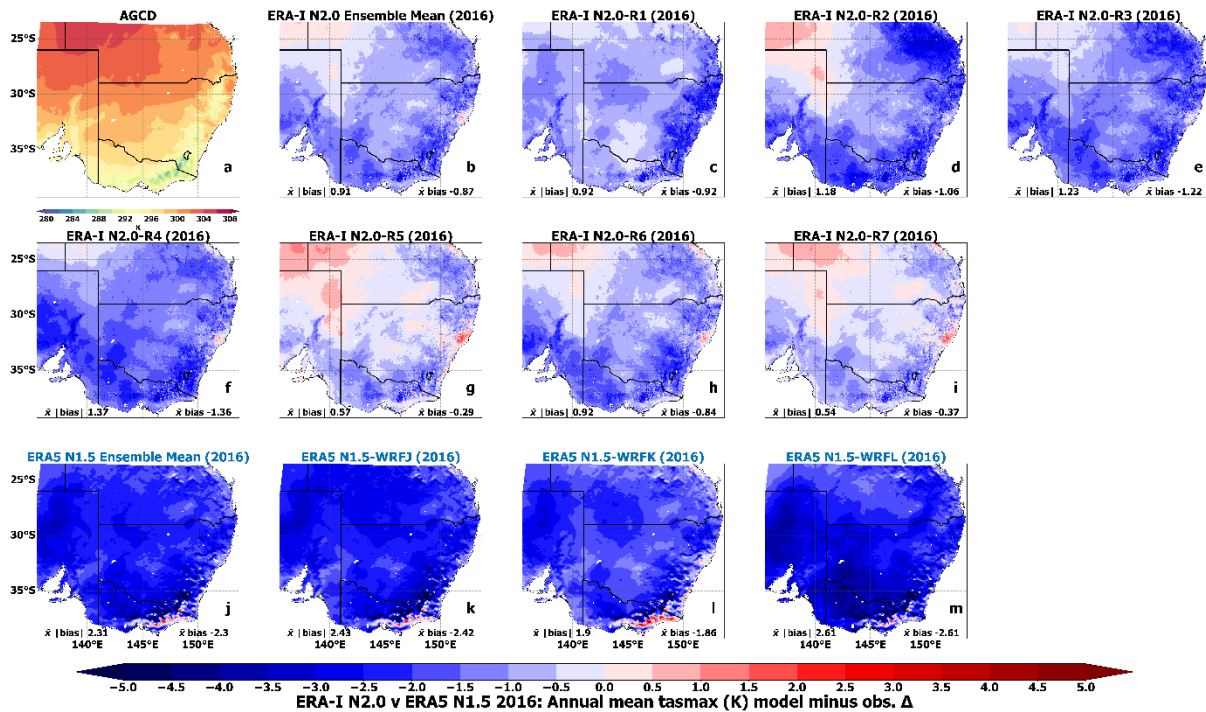 AGCD
ERA-I N2.0 Ensemble Mean (2016)
ERA-I N2.0-R1 (2016)
ERA-I N2.0-R2 (2016)
ERA-I N2.0-R3 (2016)
25°S
30°S
35°S
a
b
c
d
e
x̄ |bias| 0.91 x̄ bias -0.87
x̄ |bias| 0.92 x̄ bias -0.92
x̄ |bias| 1.18 x̄ bias -1.06
x̄ |bias| 1.23 x̄ bias -1.22
280 284 288 292 296 300 304 308
K
ERA-I N2.0-R4 (2016)
ERA-I N2.0-R5 (2016)
ERA-I N2.0-R6 (2016)
ERA-I N2.0-R7 (2016)
25°S
30°S
35°S
f
g
h
i
x̄ |bias| 1.37 x̄ bias -1.36
x̄ |bias| 0.57 x̄ bias -0.29
x̄ |bias| 0.92 x̄ bias -0.84
x̄ |bias| 0.54 x̄ bias -0.37
ERA5 N1.5 Ensemble Mean (2016)
ERA5 N1.5-WRFJ (2016)
ERA5 N1.5-WRFK (2016)
ERA5 N1.5-WRFL (2016)
25°S
30°S
35°S
j
k
l
m
x̄ |bias| 2.31 x̄ bias -2.3
x̄ |bias| 2.43 x̄ bias -2.42
x̄ |bias| 1.9 x̄ bias -1.86
x̄ |bias| 2.61 x̄ bias -2.61
140°E 145°E 150°E
140°E 145°E 150°E
140°E 145°E 150°E
140°E 145°E 150°E
−5.0 −4.5 −4.0 −3.5 −3.0 −2.5 −2.0 −1.5 −1.0 −0.5 0.0 0.5 1.0 1.5 2.0 2.5 3.0 3.5 4.0 4.5 5.0
ERA-I N2.0 v ERA5 N1.5 2016: Annual mean tasmax (K) model minus obs. Δ